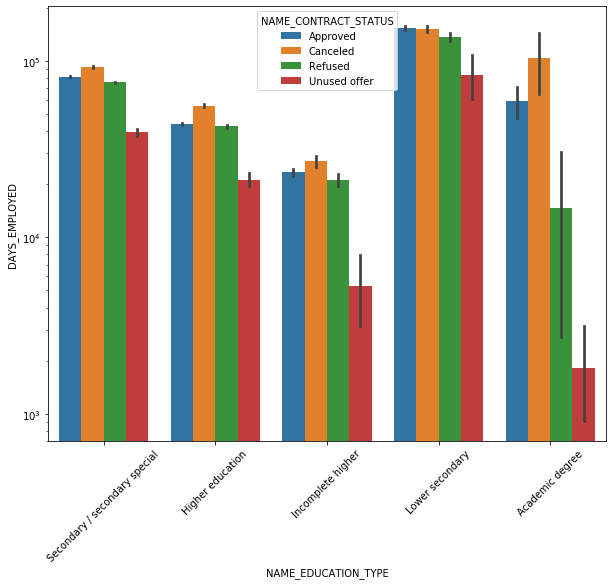 NAME_CONTRACT_STATUS
Approved
Canceled
Refused
Unused offer
10^5
10^4
10^3
DAYS_EMPLOYED
Secondary / secondary special
Higher education
Incomplete higher
Lower secondary
Academic degree
NAME_EDUCATION_TYPE